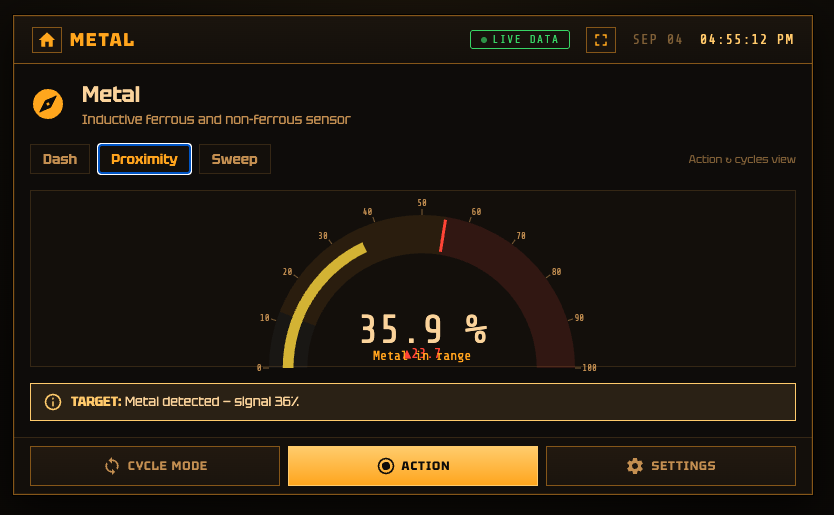 METAL
LIVE DATA
SEP 04 04:55:12 PM
Metal
Inductive ferrous and non-ferrous sensor
Dash
Proximity
Sweep
Action ↻ cycles view
0
10
20
30
40
50
60
70
80
90
100
35.9 %
Metal in range
TARGET: Metal detected — signal 36%
CYCLE MODE
ACTION
SETTINGS